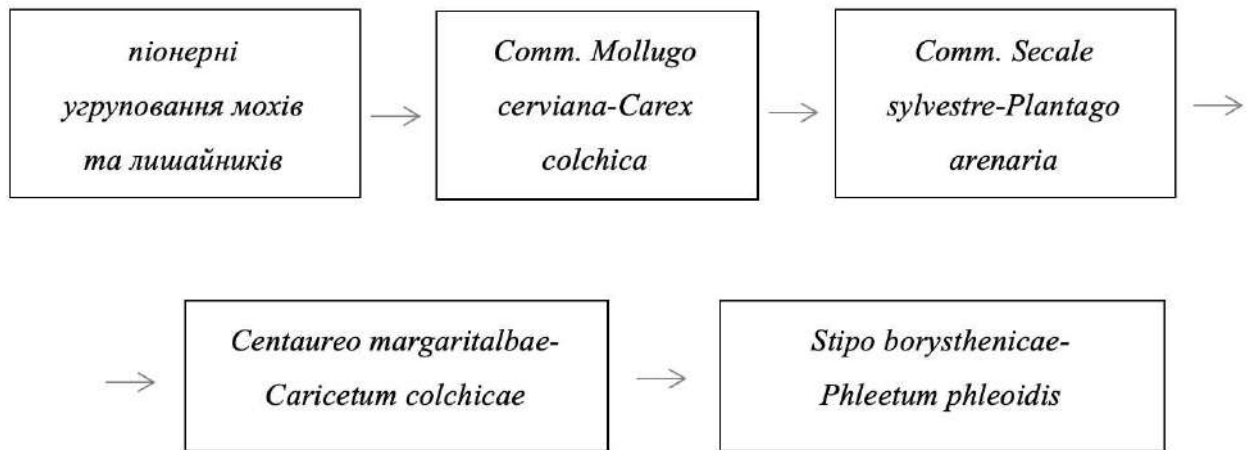 піонерні
угруповання мохів
та лишайників
Comm. Mollugo
cerviana-Carex
colchica
Comm. Secale
sylvestre-Plantago
arenaria
Centaureo margaritalbae-
Caricetum colchicae
Stipo borysthenicae-
Phleetum phleoidis